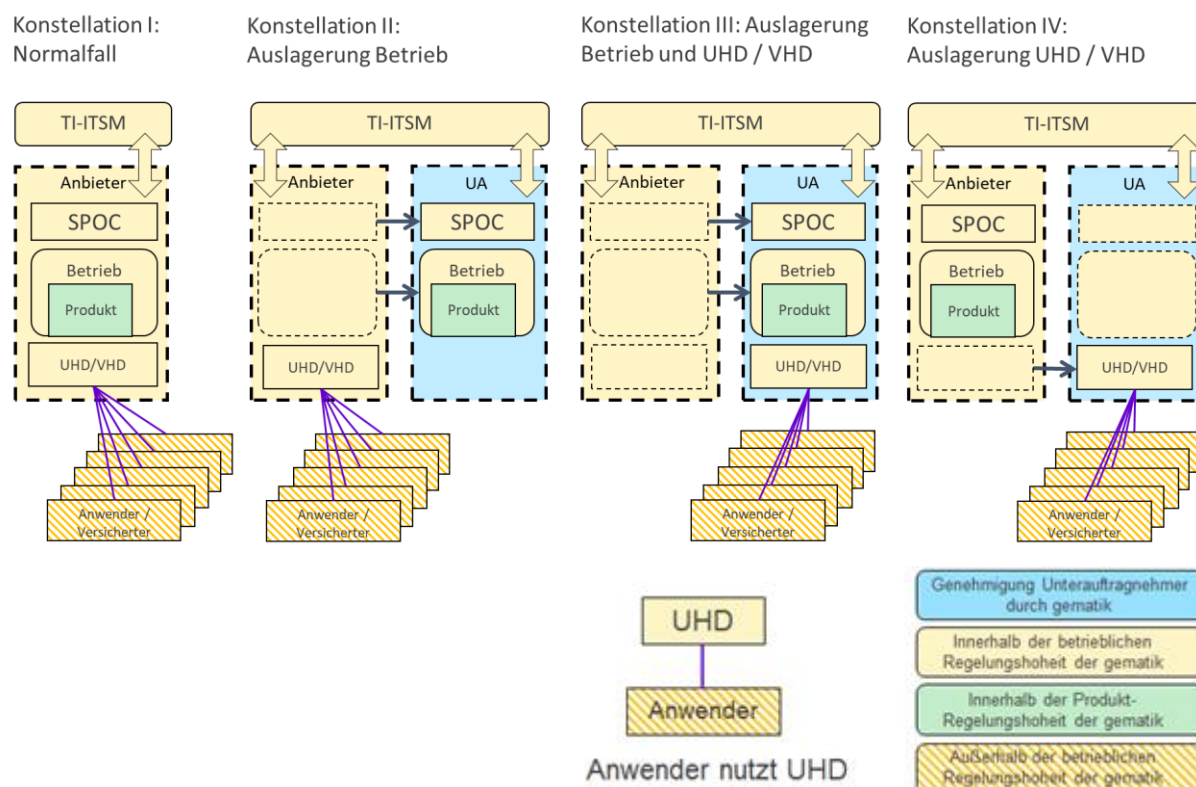 Konstellation I:
Normalfall
TI-ITSM
Anbieter
SPOC
Betrieb
Produkt
UHD/VHD
Anwender /
Versicherter
Konstellation II:
Auslagerung Betrieb
TI-ITSM
Anbieter
UA
SPOC
Betrieb
Produkt
UHD/VHD
Anwender /
Versicherter
Konstellation III: Auslagerung
Betrieb und UHD / VHD
TI-ITSM
Anbieter
UA
SPOC
Betrieb
Produkt
UHD/VHD
Anwender /
Versicherter
Konstellation IV:
Auslagerung UHD / VHD
TI-ITSM
Anbieter
UA
SPOC
Betrieb
Produkt
UHD/VHD
Anwender /
Versicherter
UHD
Anwender
Anwender nutzt UHD
Genehmigung Unterauftragnehmer
durch gematik
Innerhalb der betrieblichen
Regelungshoheit der gematik
Innerhalb der Produkt-
Regelungshoheit der gematik
Außerhalb der betrieblichen
Regelungshoheit der gematik